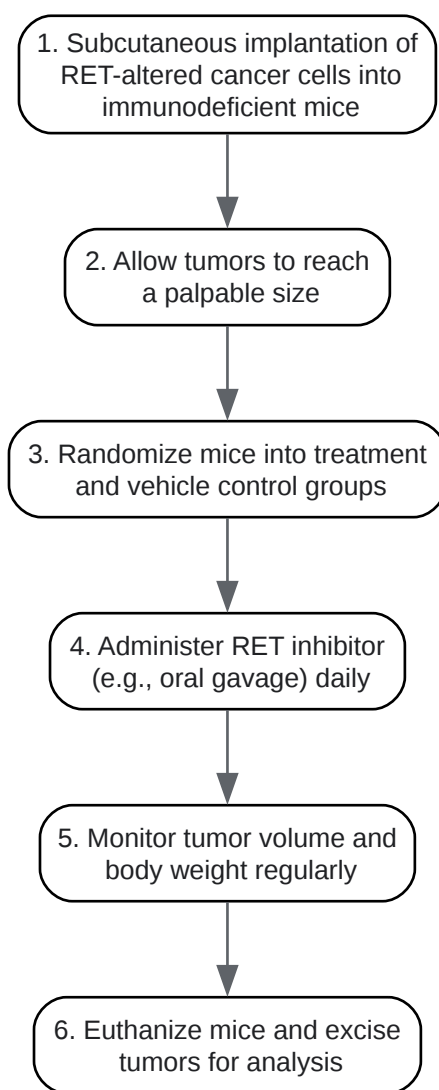 1. Subcutaneous implantation of
RET-altered cancer cells into
immunodeficient mice
2. Allow tumors to reach
a palpable size
3. Randomize mice into treatment
and vehicle control groups
4. Administer RET inhibitor
(e.g., oral gavage) daily
5. Monitor tumor volume and
body weight regularly
6. Euthanize mice and excise
tumors for analysis